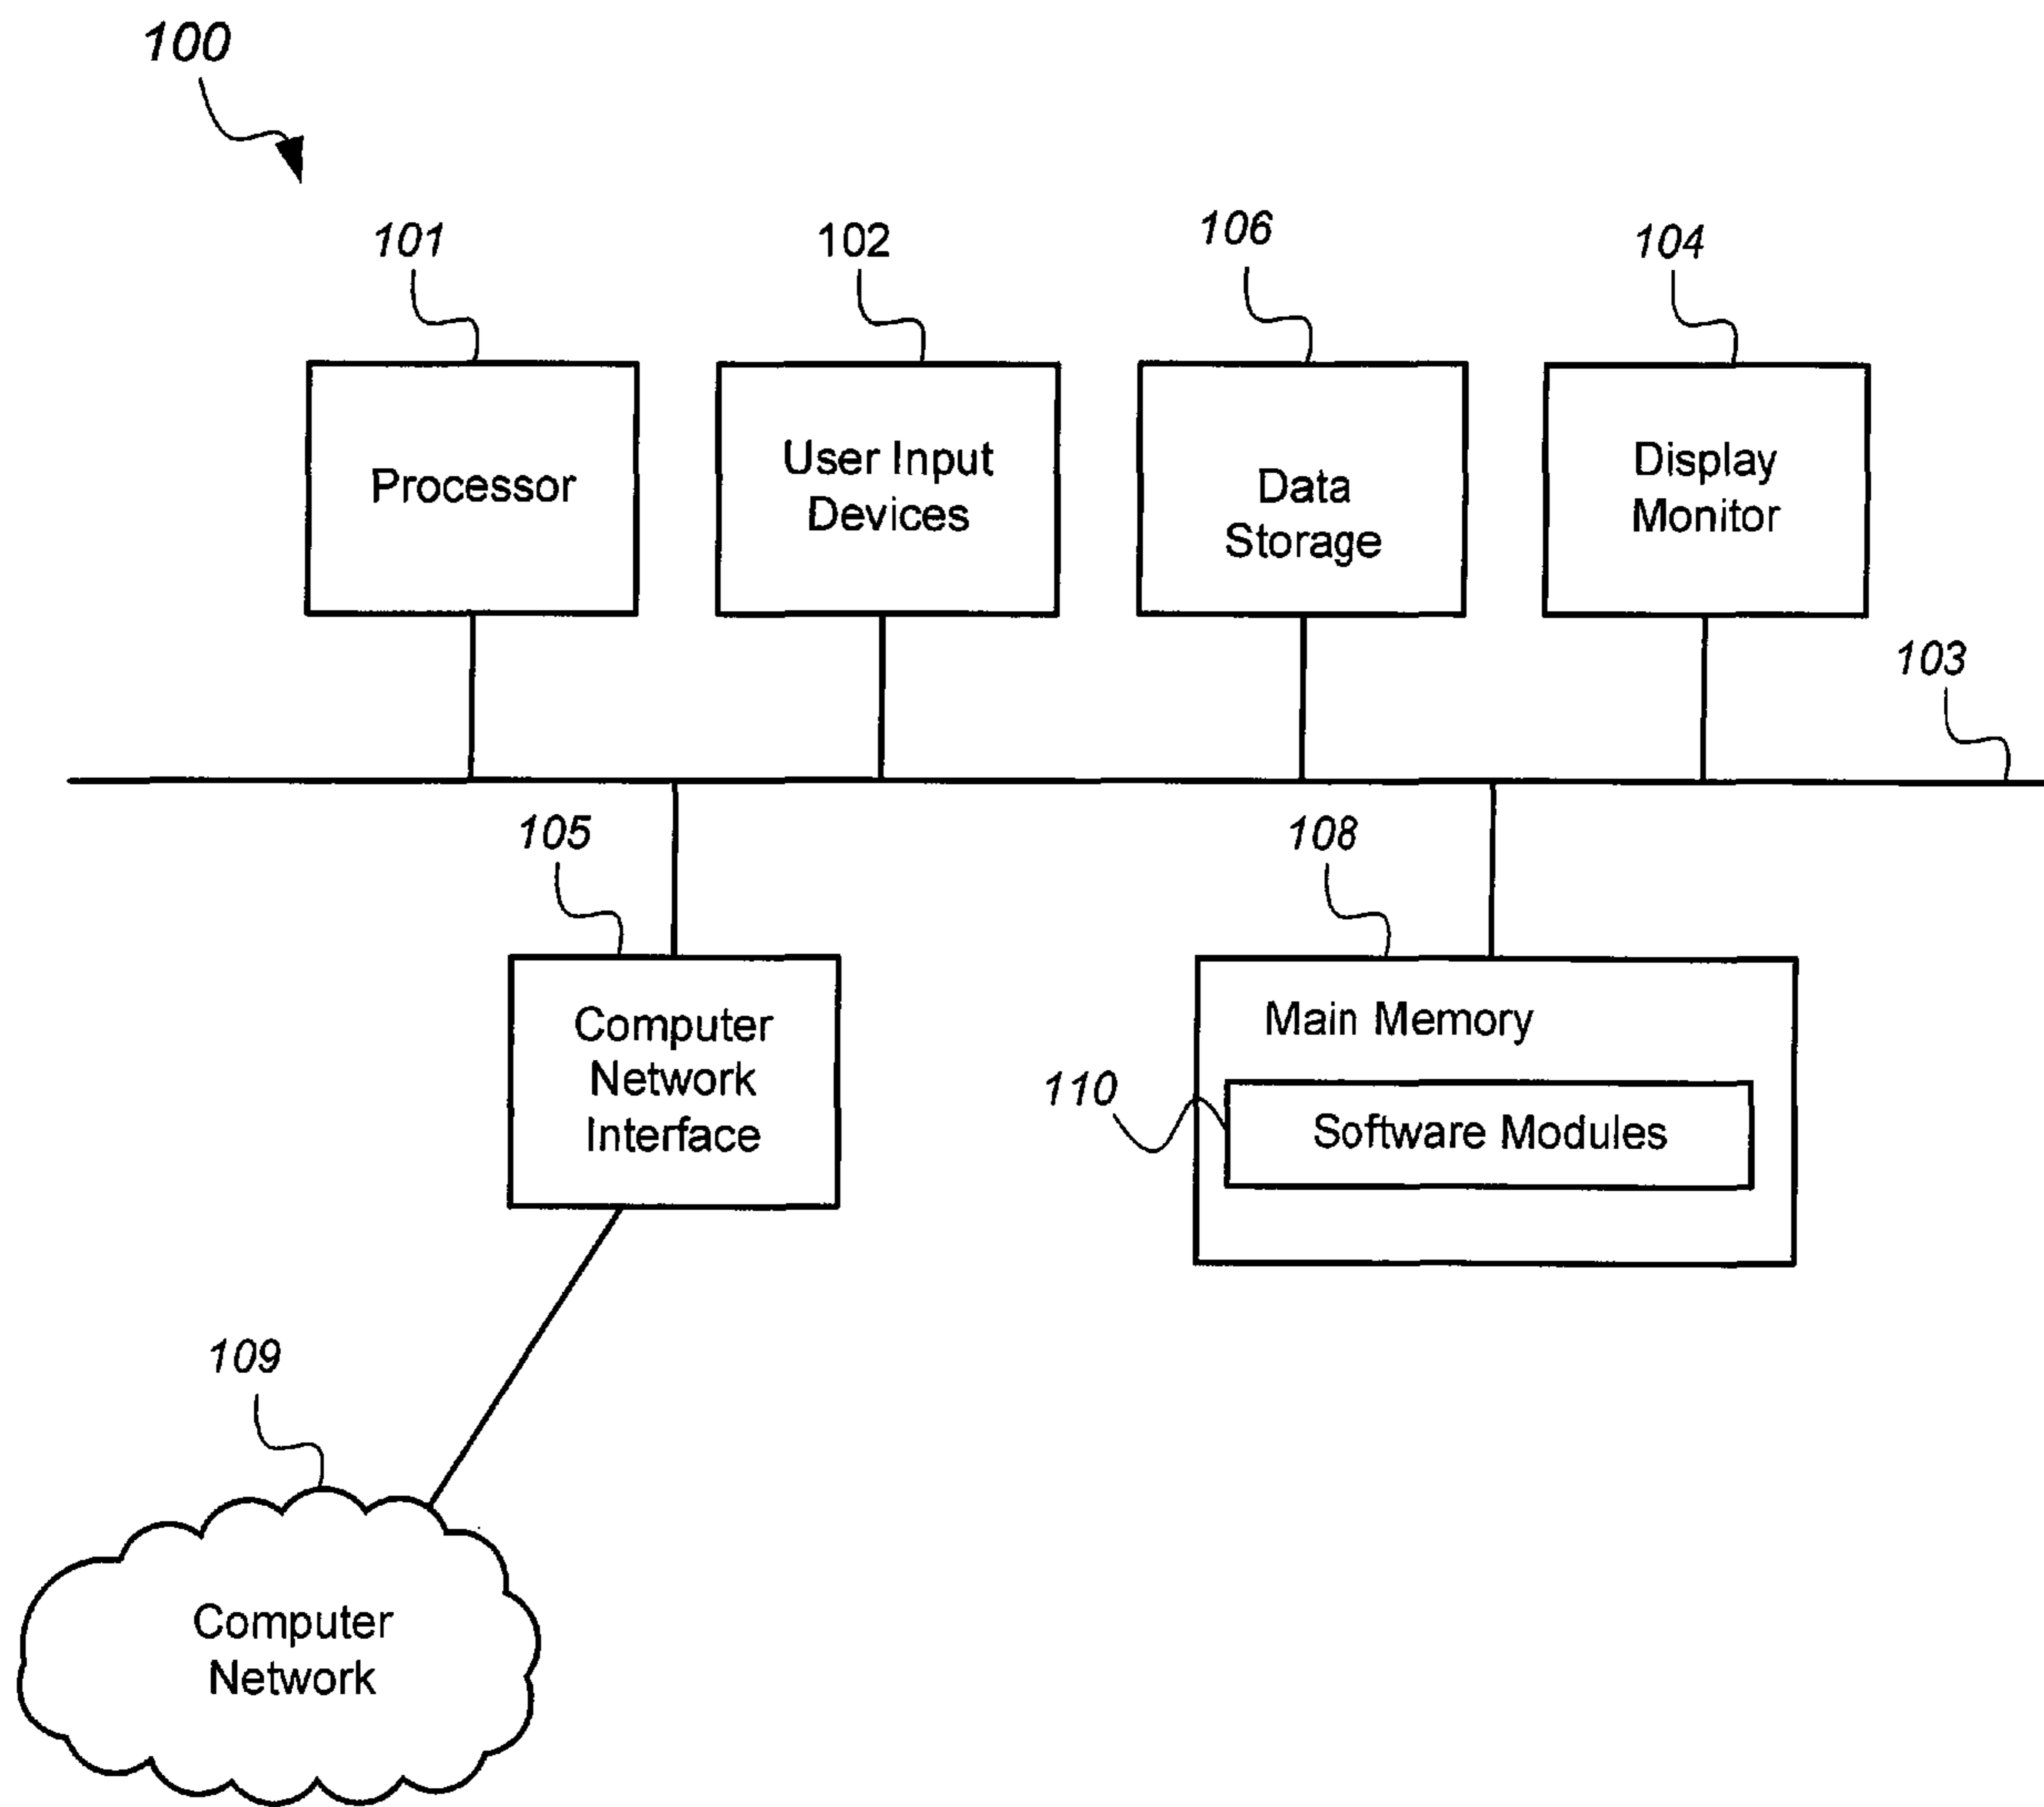 100
101
102
106
104
Processor
User Input
Devices
Data
Storage
Display
Monitor
103
105
108
Computer
Network
Interface
Main Memory
110
Software Modules
109
Computer
Network